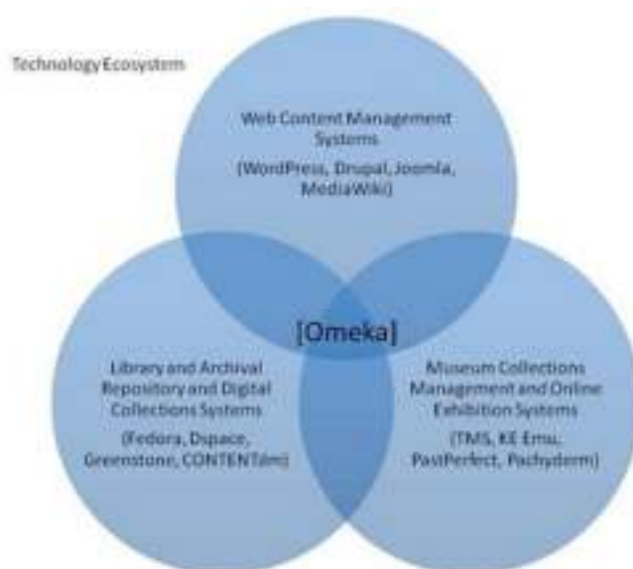 Technology Ecosystem
Web Content Management
Systems
(WordPress, Drupal, Joomla,
MediaWiki)
[Omeka]
Library and Archival
Repository and Digital
Collections Systems
(Fedora, Dspace,
Greenstone, CONTENTdm)
Museum Collections
Management and Online
Exhibition Systems
(TMS, KE Emu,
PastPerfect, Pachyderm)